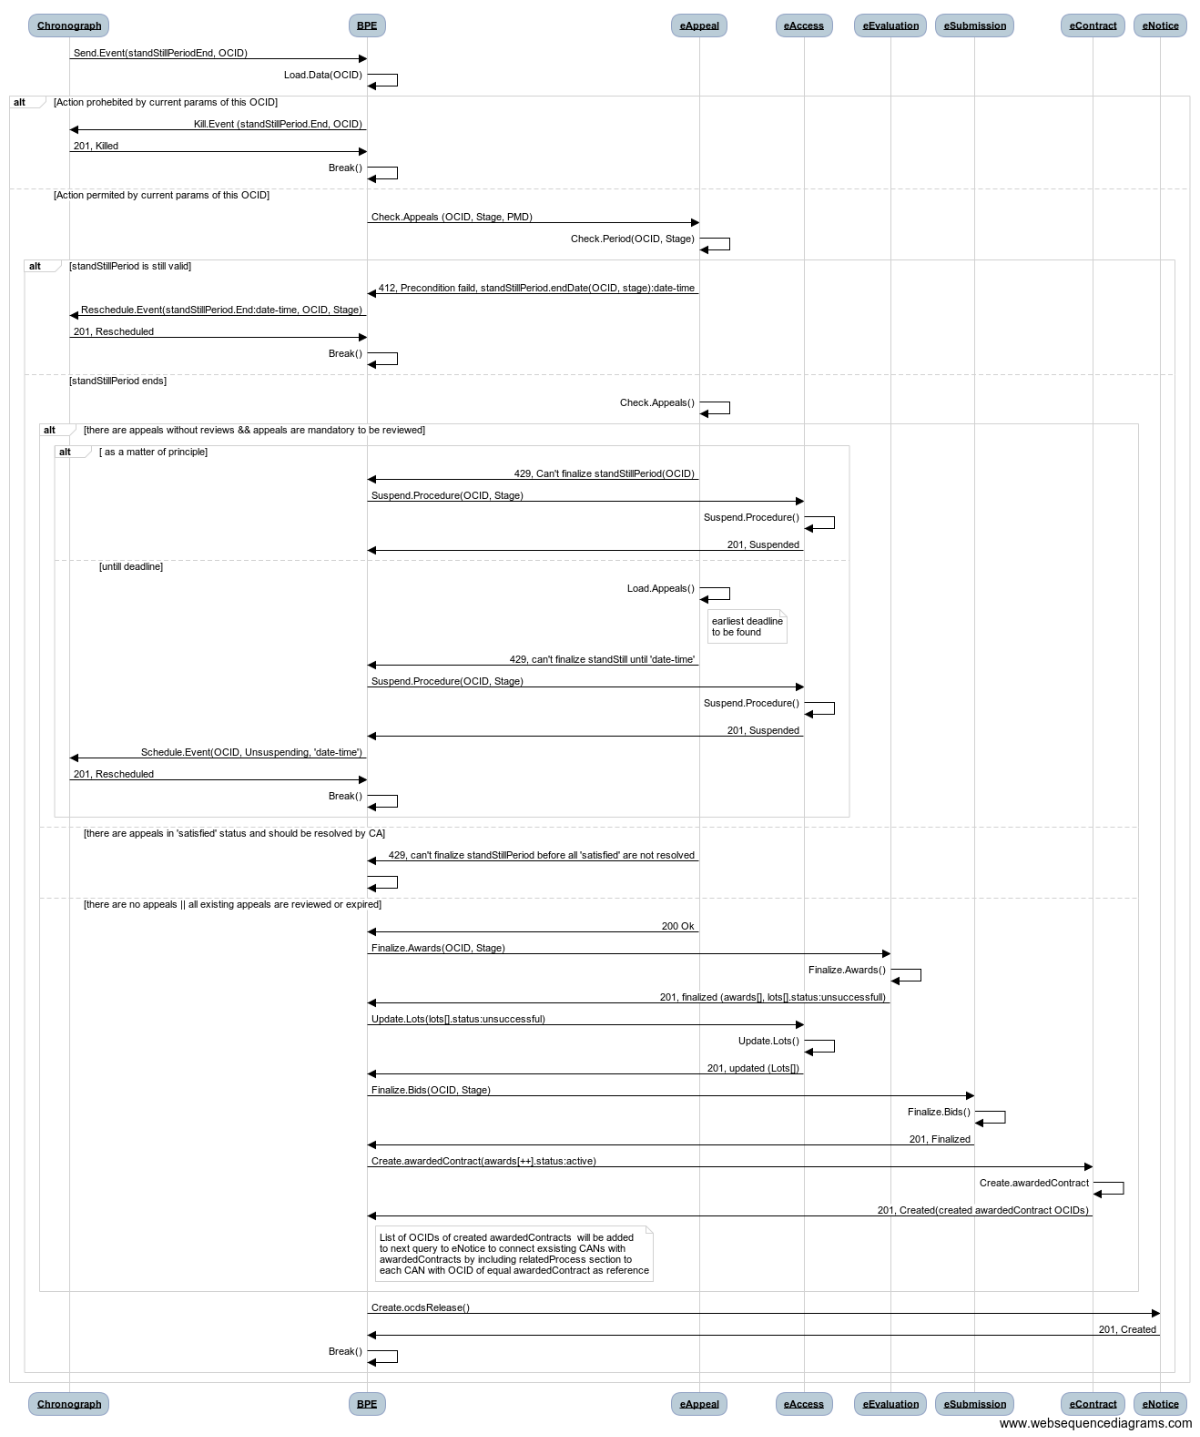 Chronograph BPE eAppeal eAccess eEvaluation eSubmission eContract eNotice
Send.Event(standStillPeriodEnd, OCID)
Load.Data(OCID)
alt [Action prohebited by current params of this OCID]
Kill.Event (standStillPeriod.End, OCID)
201, Killed
Break()
[Action permited by current params of this OCID]
Check.Appeals (OCID, Stage, PMD)
Check.Period(OCID, Stage)
alt [standStillPeriod is still valid]
412, Precondition faild, standStillPeriod.endDate(OCID, stage):date-time
Reschedule.Event(standStillPeriod.End:date-time, OCID, Stage)
201, Rescheduled
Break()
[standStillPeriod ends]
Check.Appeals()
alt [there are appeals without reviews && appeals are mandatory to be reviewed]
alt [ as a matter of principle]
429, Can't finalize standStillPeriod(OCID)
Suspend.Procedure(OCID, Stage)
Suspend.Procedure()
201, Suspended
[untill deadline]
Load.Appeals()
earliest deadline
to be found
429, can't finalize standStill until 'date-time'
Suspend.Procedure(OCID, Stage)
Suspend.Procedure()
201, Suspended
Schedule.Event(OCID, Unsuspending, 'date-time')
201, Rescheduled
Break()
[there are appeals in 'satisfied' status and should be resolved by CA]
429, can't finalize standStillPeriod before all 'satisfied' are not resolved
[there are no appeals || all existing appeals are reviewed or expired]
200 Ok
Finalize.Awards(OCID, Stage)
Finalize.Awards()
201, finalized (awards[], lots[].status:unsuccessfull)
Update.Lots(lots[].status:unsuccessful)
Update.Lots()
201, updated (Lots[])
Finalize.Bids(OCID, Stage)
Finalize.Bids()
201, Finalized
Create.awardedContract(awards[++].status:active)
Create.awardedContract
201, Created(created awardedContract OCIDs)
List of OCIDs of created awardedContracts  will be added
to next query to eNotice to connect exsisting CANs with
awardedContracts by including relatedProcess section to
each CAN with OCID of equal awardedContract as reference
Create.ocdsRelease()
201, Created
Break()
Chronograph BPE eAppeal eAccess eEvaluation eSubmission eContract eNotice
www.websequencediagrams.com